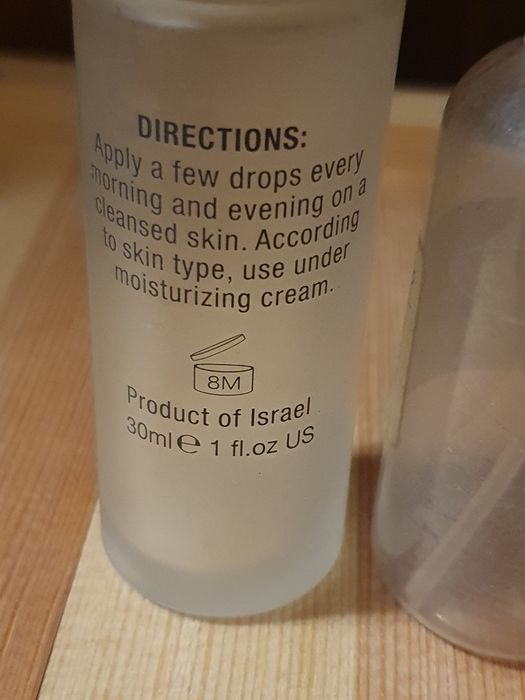 DIRECTIONS:
Apply a few drops every
morning and evening on a
cleansed skin. According
to skin type, use under
moisturizing cream.
8M
Product of Israel
30ml ℮ 1 fl.oz US